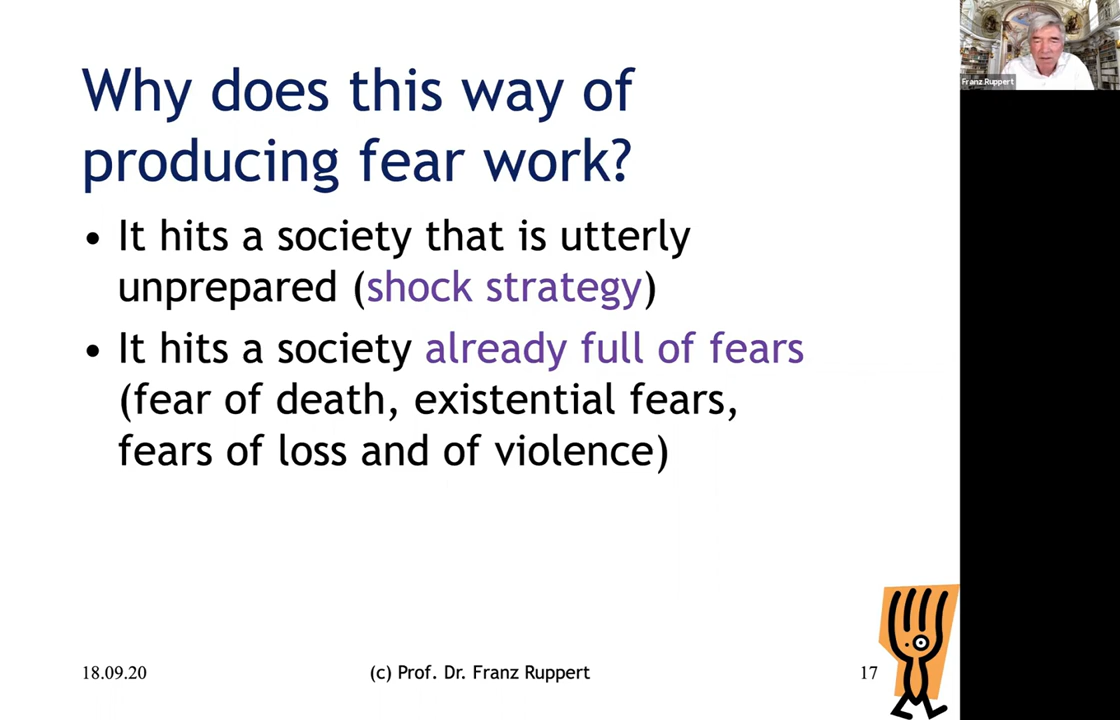 Why does this way of
producing fear work?
• It hits a society that is utterly
unprepared (shock strategy)
• It hits a society already full of fears
(fear of death, existential fears,
fears of loss and of violence)
18.09.20
(c) Prof. Dr. Franz Ruppert
17
Franz Ruppert